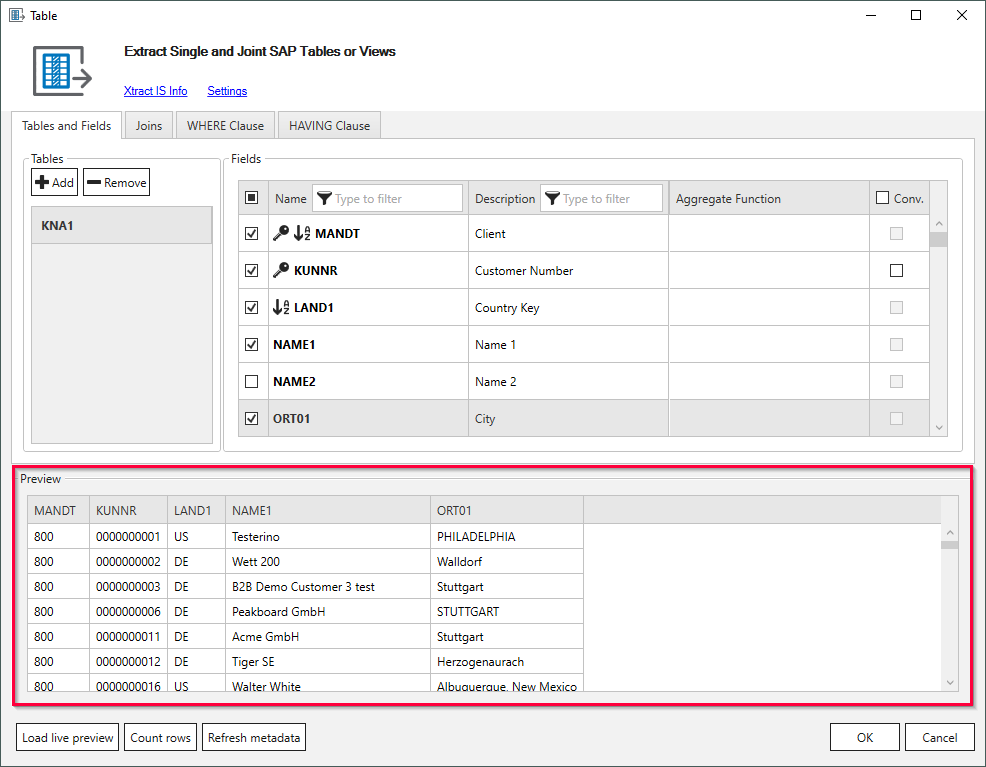 Table
Extract Single and Joint SAP Tables or Views
Xtract IS Info Settings
Tables and Fields Joins WHERE Clause HAVING Clause
Tables
Add Remove
KNA1
Fields
Name Type to filter Description Type to filter Aggregate Function Conv.
MANDT Client
KUNNR Customer Number
LAND1 Country Key
NAME1 Name 1
NAME2 Name 2
ORT01 City
Preview
MANDT KUNNR LAND1 NAME1 ORT01
800 0000000001 US Testerino PHILADELPHIA
800 0000000002 DE Wett 200 Walldorf
800 0000000003 DE B2B Demo Customer 3 test Stuttgart
800 0000000006 DE Peakboard GmbH STUTTGART
800 0000000011 DE Acme GmbH Stuttgart
800 0000000012 DE Tiger SE Herzogenaurach
800 0000000016 US Walter White Albuquerque, New Mexico
Load live preview Count rows Refresh metadata OK Cancel